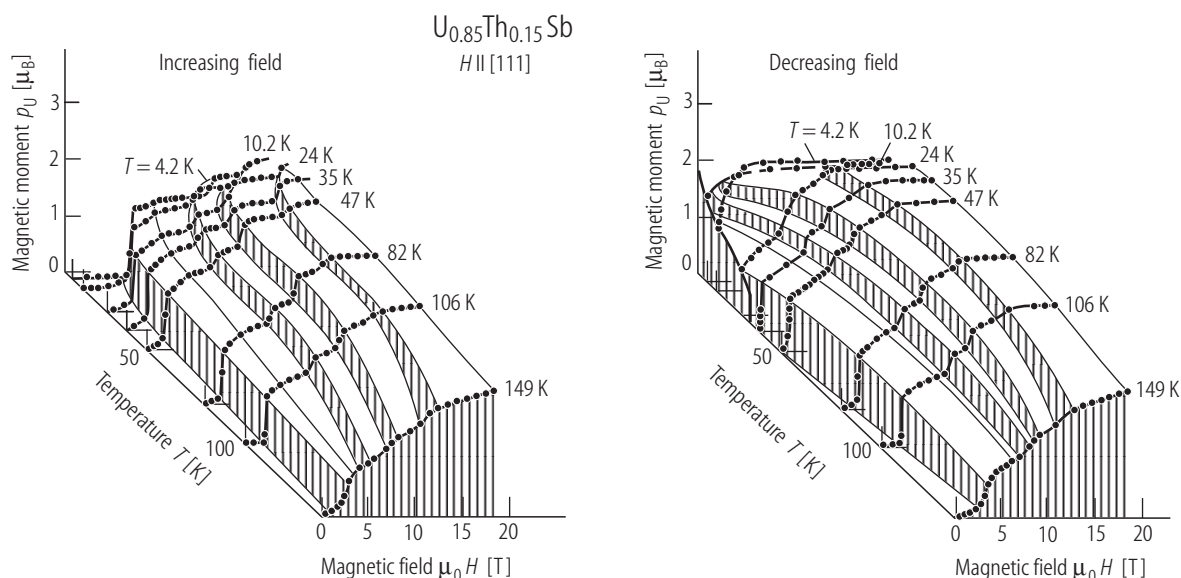 U0.85Th0.15Sb
H II [111]
Increasing field
Magnetic moment pU [μB]
3
2
1
0
T = 4.2 K
10.2 K
24 K
35 K
47 K
82 K
106 K
149 K
50
100
Temperature T [K]
0 5 10 15 20
Magnetic field μ0 H [T]
Decreasing field
Magnetic moment pU [μB]
3
2
1
0
T = 4.2 K
10.2 K
24 K
35 K
47 K
82 K
106 K
149 K
50
100
Temperature T [K]
0 5 10 15 20
Magnetic field μ0 H [T]